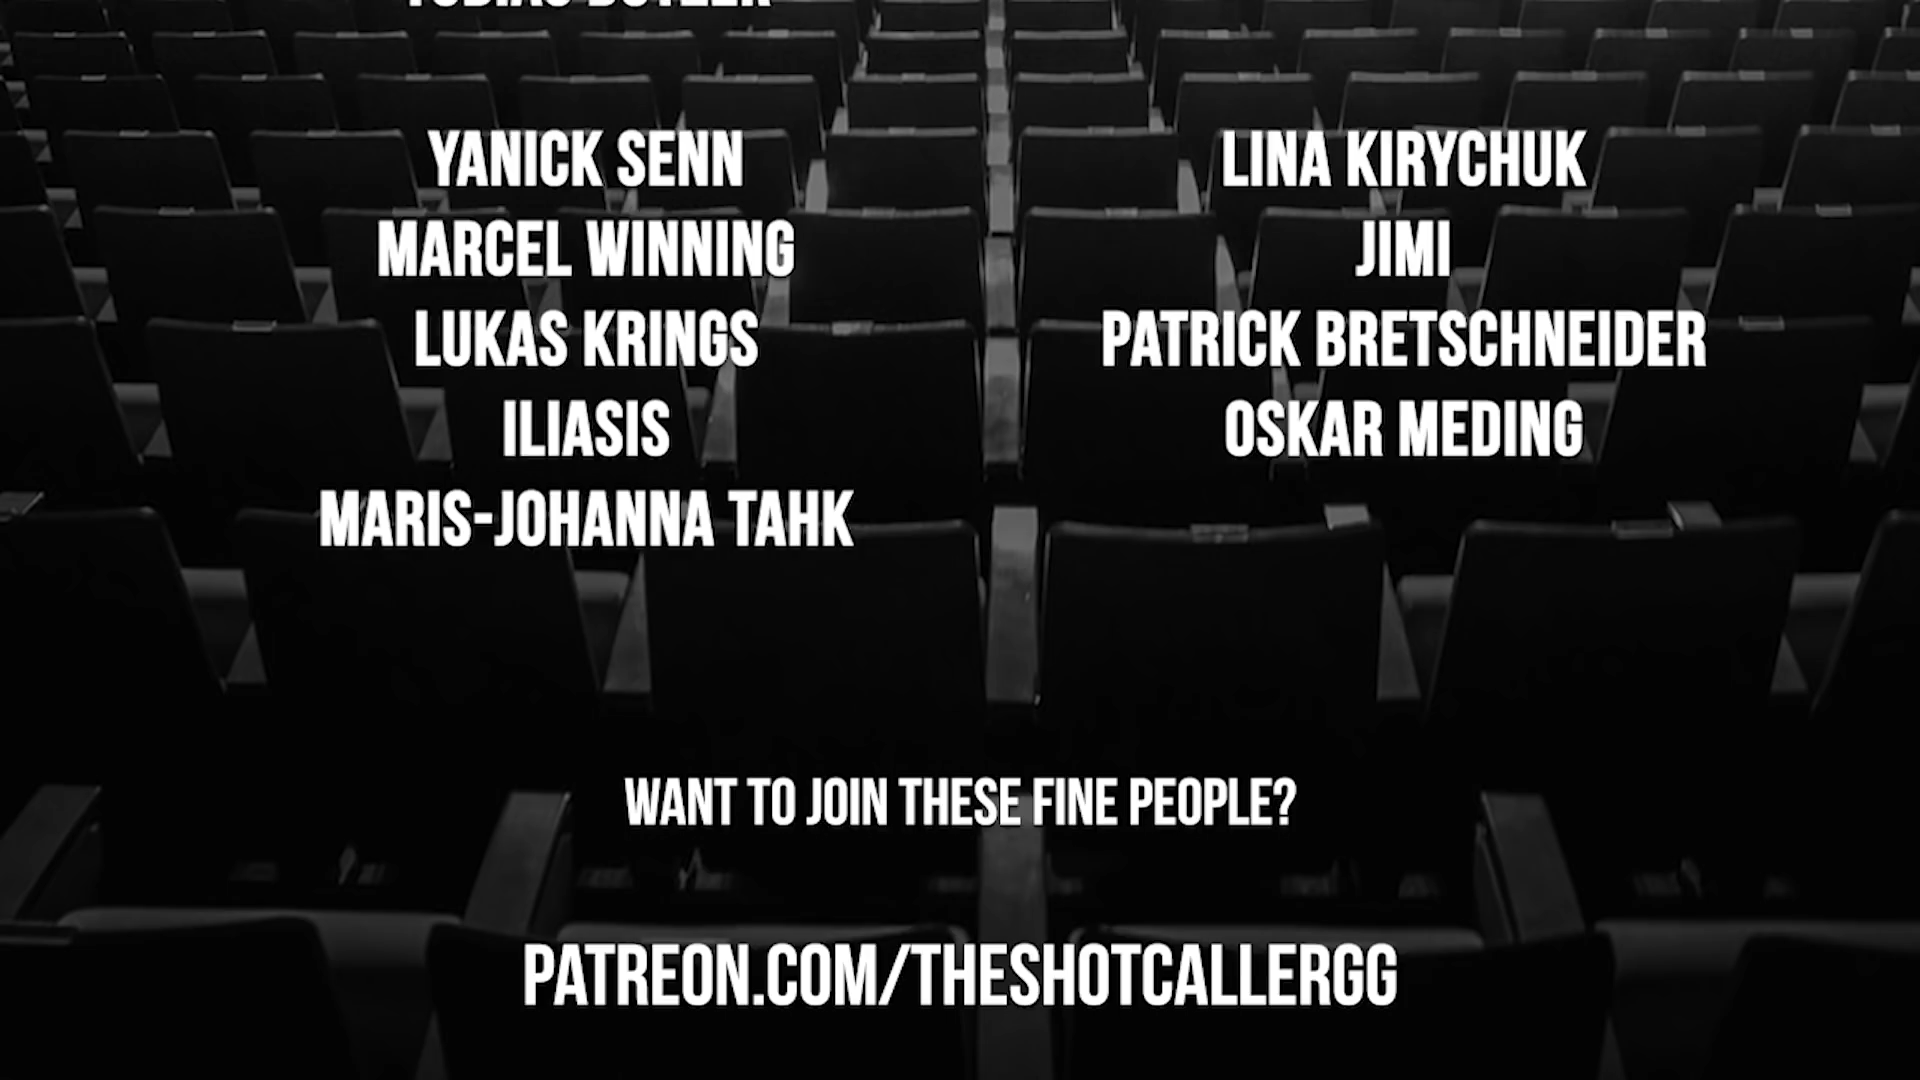 YANICK SENN
MARCEL WINNING
LUKAS KRINGS
ILIASIS
MARIS-JOHANNA TAHK
LINA KIRYCHUK
JIMI
PATRICK BRETSCHNEIDER
OSKAR MEDING
WANT TO JOIN THESE FINE PEOPLE?
PATREON.COM/THESHOTCALLERGG